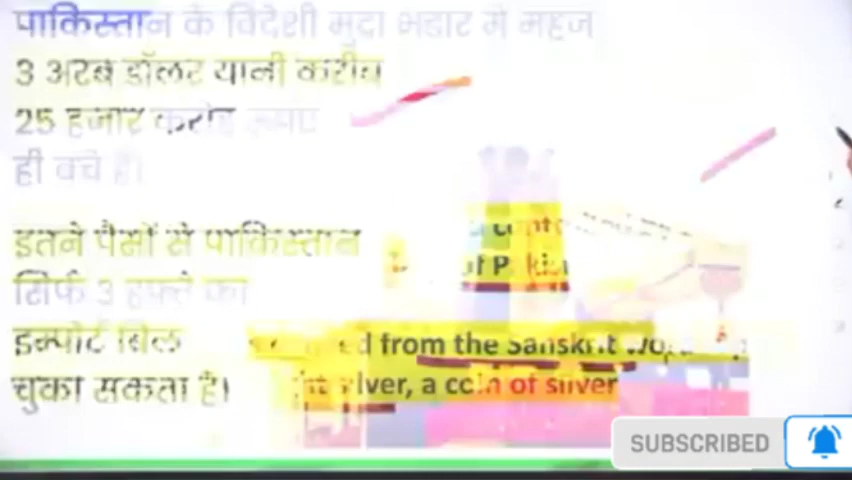 पाकिस्तान के विदेशी मुद्रा भंडार में महज
3 अरब डॉलर यानी करीब
25 हजार करोड़ रूपए
ही बचे हैं।
इतने पैसों से पाकिस्तान
सिर्फ 3 हफ्ते का
इम्पोर्ट बिल
चुका सकता है।
of
from the Sanskrit
silver, a coin of silver
SUBSCRIBED